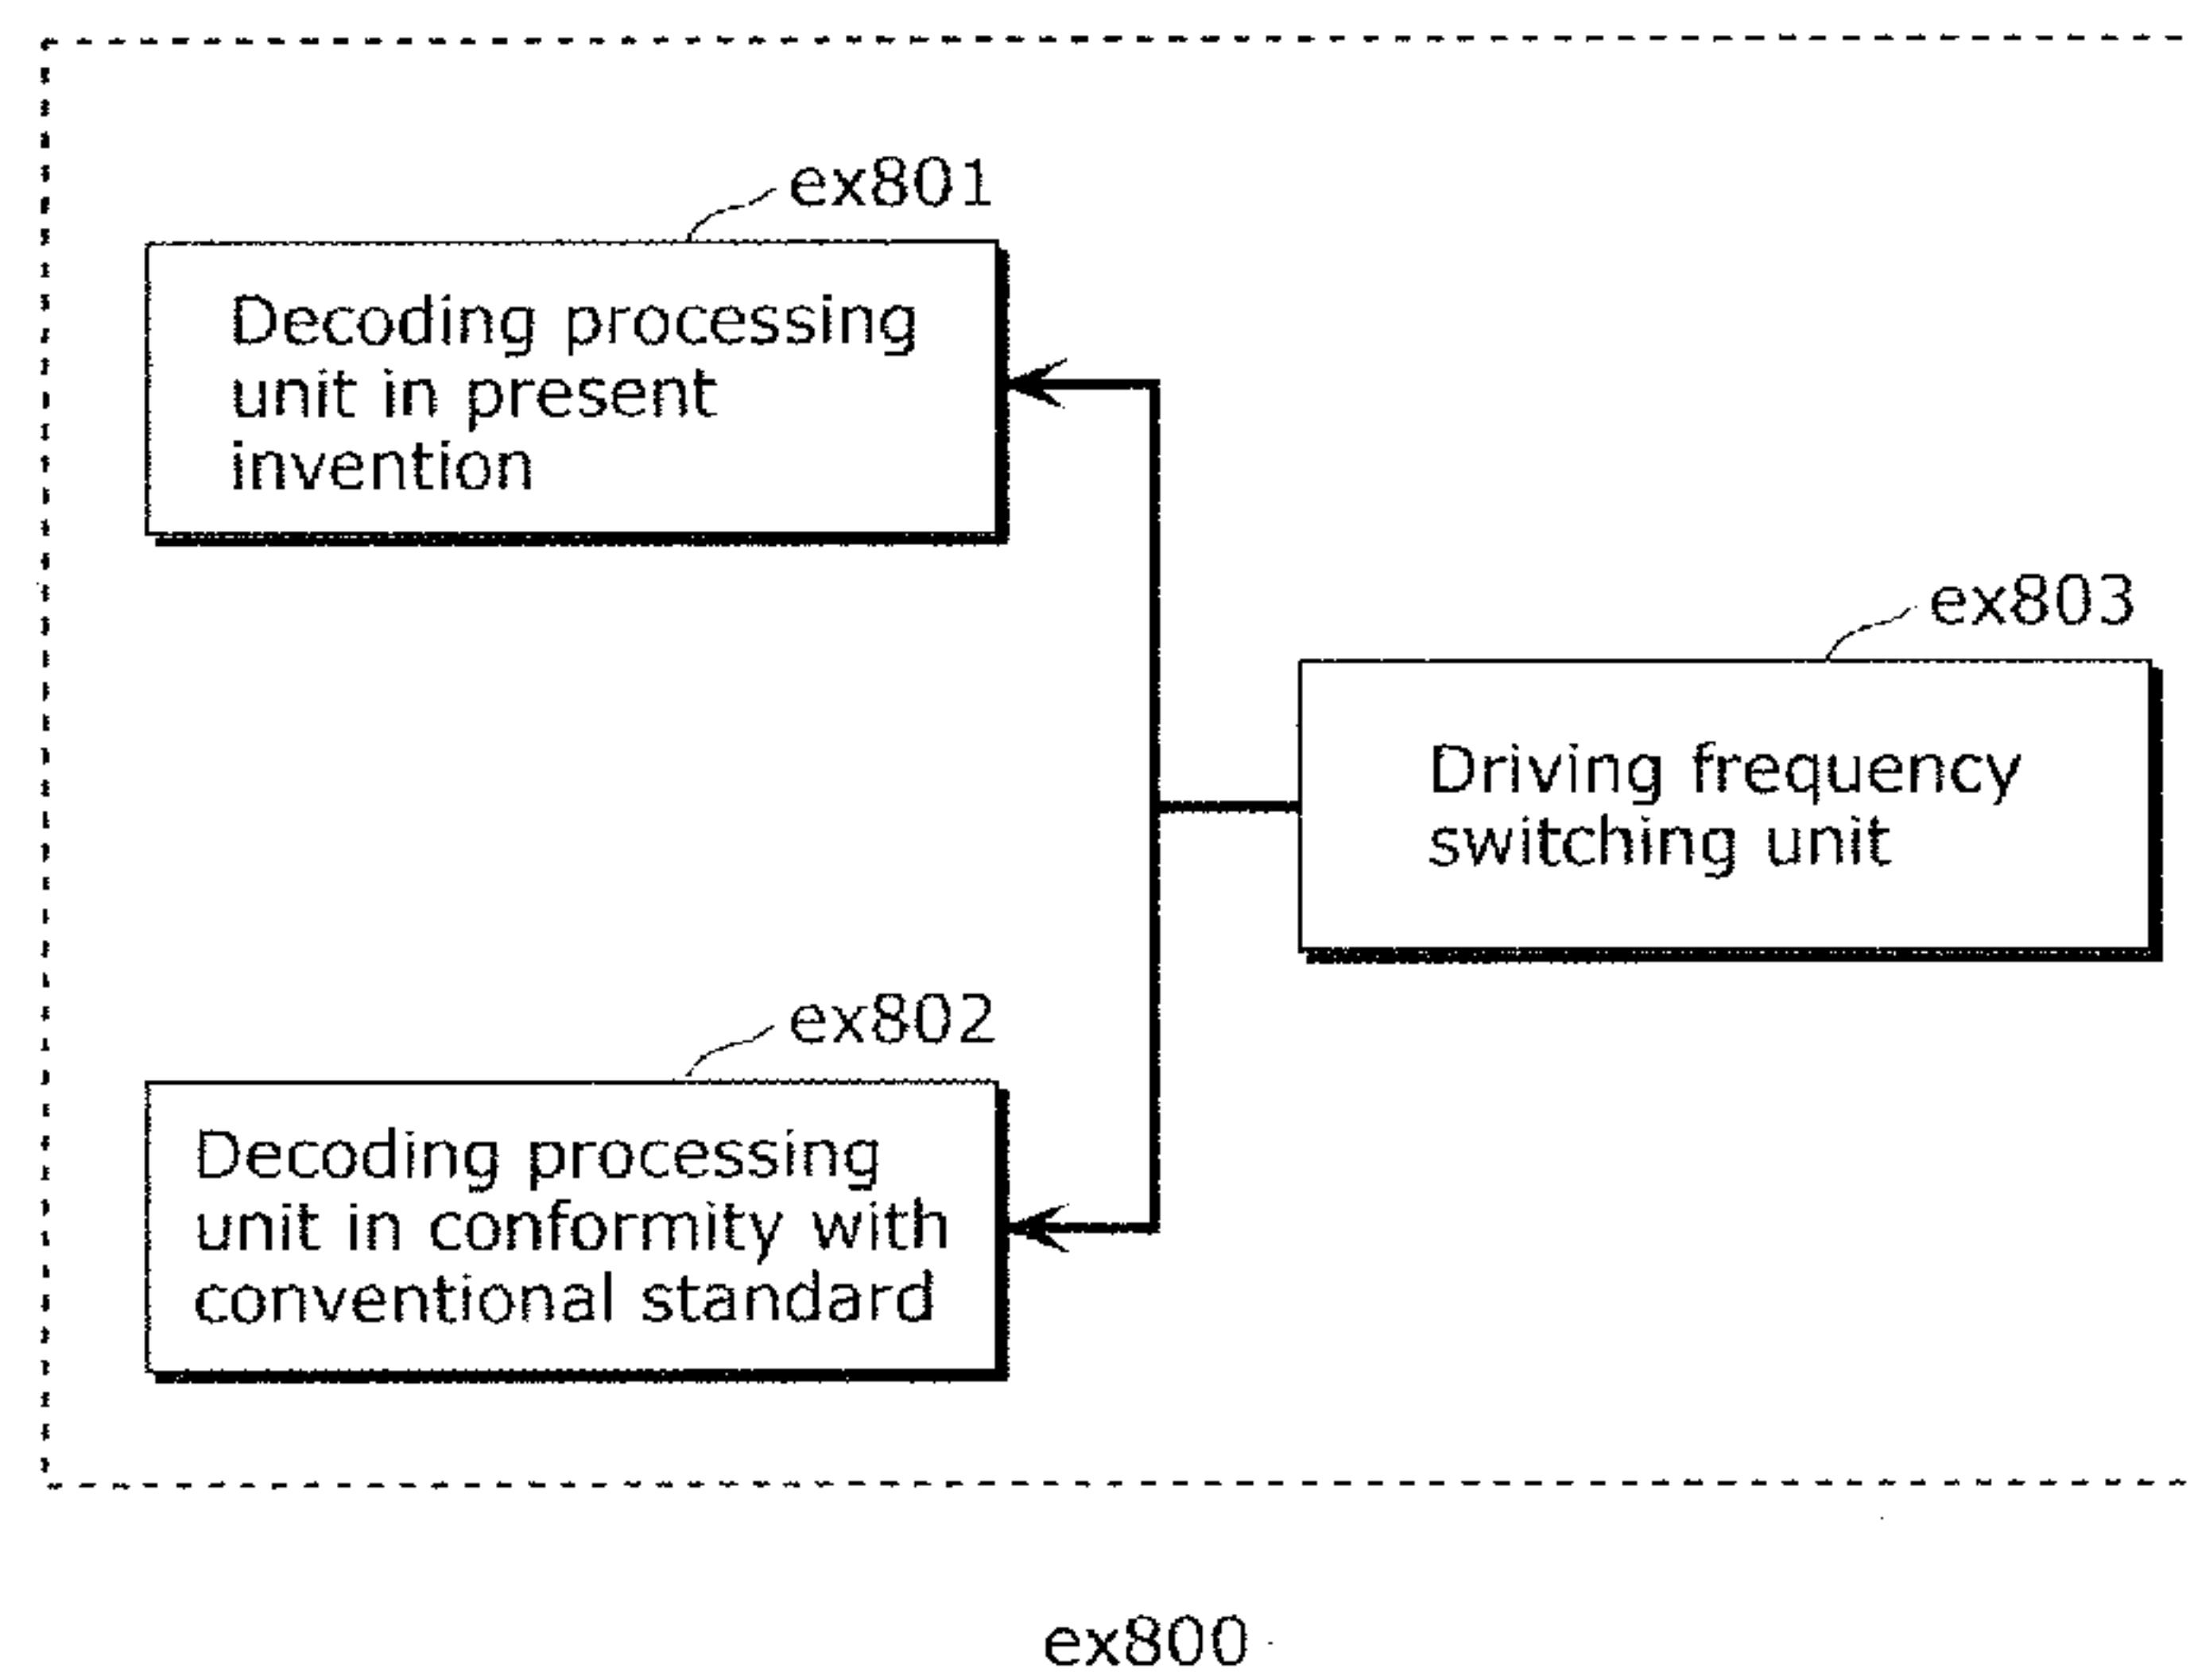 ex801
Decoding processing
unit in present
invention
ex803
Driving frequency
switching unit
ex802
Decoding processing
unit in conformity with
conventional standard
ex800